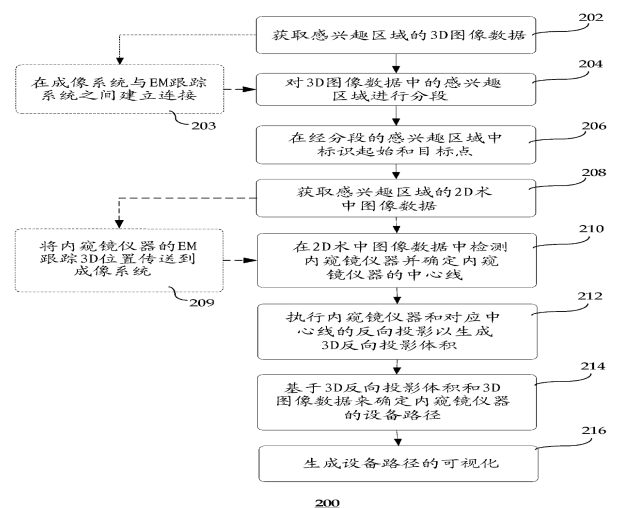 202
获取感兴趣区域的3D图像数据
204
在成像系统与EM跟踪
系统之间建立连接
203
对3D图像数据中的感兴趣
区域进行分段
206
在经分段的感兴趣区域中
标识起始和目标点
208
获取感兴趣区域的2D术
中图像数据
210
将内窥镜仪器的EM
跟踪3D位置传送到
成像系统
209
在2D术中图像数据中检测
内窥镜仪器并确定内窥
镜仪器的中心线
212
执行内窥镜仪器和对应中
心线的反向投影以生成
3D反向投影体积
214
基于3D反向投影体积和3D
图像数据来确定内窥镜仪器
的设备路径
216
生成设备路径的可视化
200